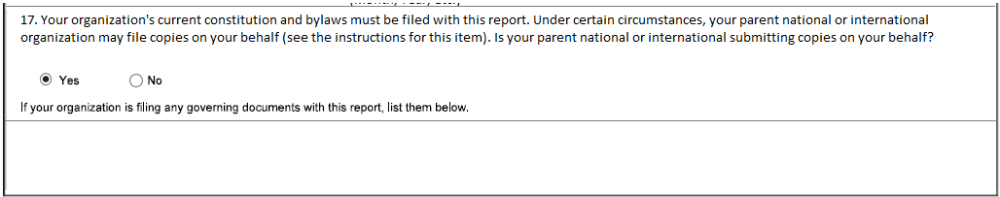 17. Your organization's current constitution and bylaws must be filed with this report. Under certain circumstances, your parent national or international
organization may file copies on your behalf (see the instructions for this item). Is your parent national or international submitting copies on your behalf?
Yes No
If your organization is filing any governing documents with this report, list them below.